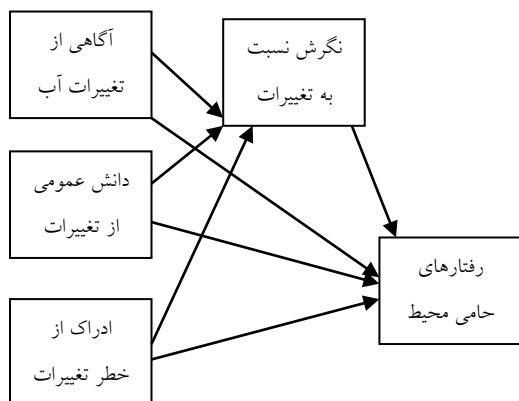 آگاهی از
تغییرات آب
نگرش نسبت
به تغییرات
دانش عمومی
از تغییرات
رفتارهای
حامی محیط
ادراک از
خطر تغییرات